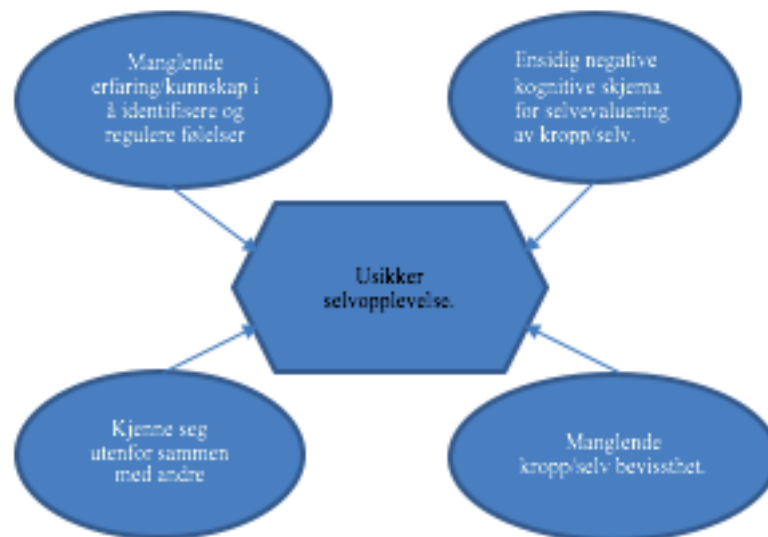 Manglende
erfaring/kunnskap i
å identifisere og
regulere følelser
Ensidig negative
kognitive skjema
for selvevaluering
av kropp/selv.
Usikker
selvopplevelse.
Kjenne seg
utenfor sammen
med andre
Manglende
kropp/selv bevissthet.